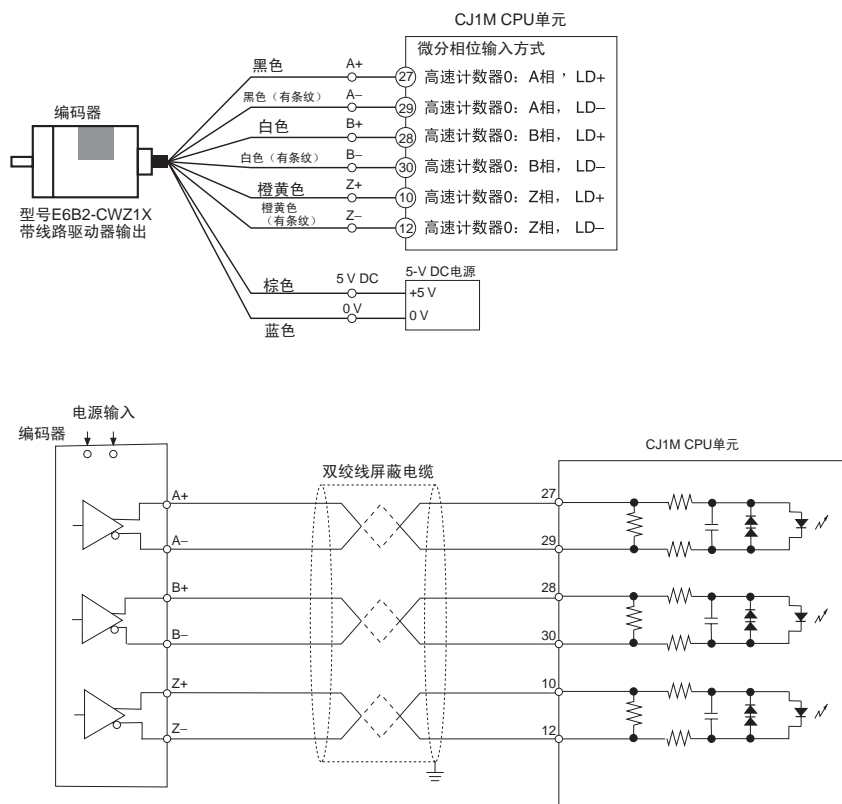 CJ1M CPU单元
微分相位输入方式
黑色 A+ 27 高速计数器0: A相, LD+
黑色(有条纹) A− 29 高速计数器0: A相, LD−
白色 B+ 28 高速计数器0: B相, LD+
白色(有条纹) B− 30 高速计数器0: B相, LD−
橙黄色 Z+ 10 高速计数器0: Z相, LD+
橙黄色
(有条纹) Z− 12 高速计数器0: Z相, LD−
编码器
型号E6B2-CWZ1X
带线路驱动器输出
5-V DC电源
棕色 5 V DC +5 V
蓝色 0 V 0 V
电源输入
编码器
双绞线屏蔽电缆
CJ1M CPU单元
A+ 27
A− 29
B+ 28
B− 30
Z+ 10
Z− 12